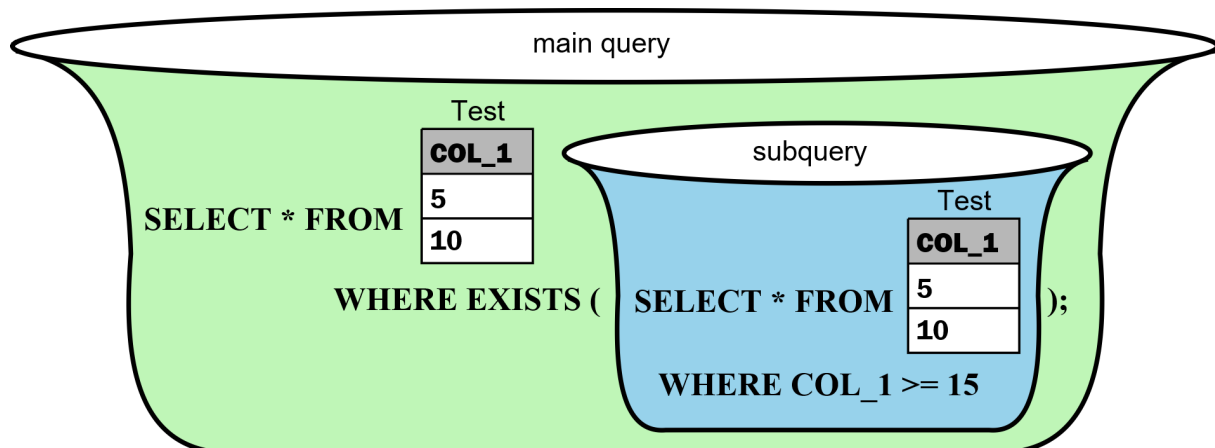 main query
Test
COL_1
5
10
SELECT * FROM
subquery
Test
COL_1
5
10
WHERE EXISTS ( SELECT * FROM );
WHERE COL_1 >= 15